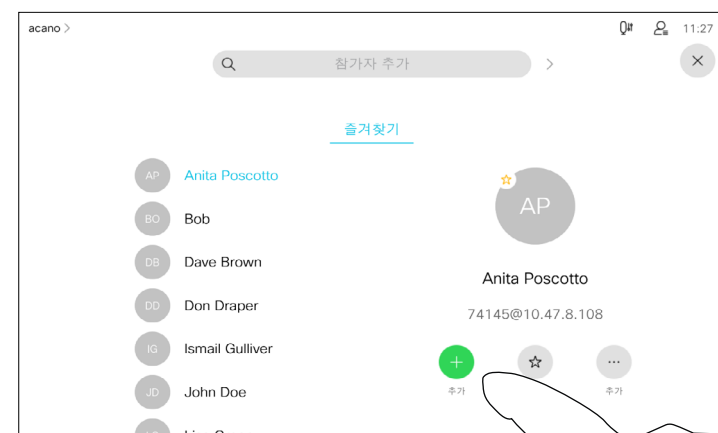 acano >
11:27
참가자 추가
즐겨찾기
AP Anita Poscotto
BO Bob
DB Dave Brown
DD Don Draper
IG Ismail Gulliver
JD John Doe
AP
Anita Poscotto
74145@10.47.8.108
추가
추가